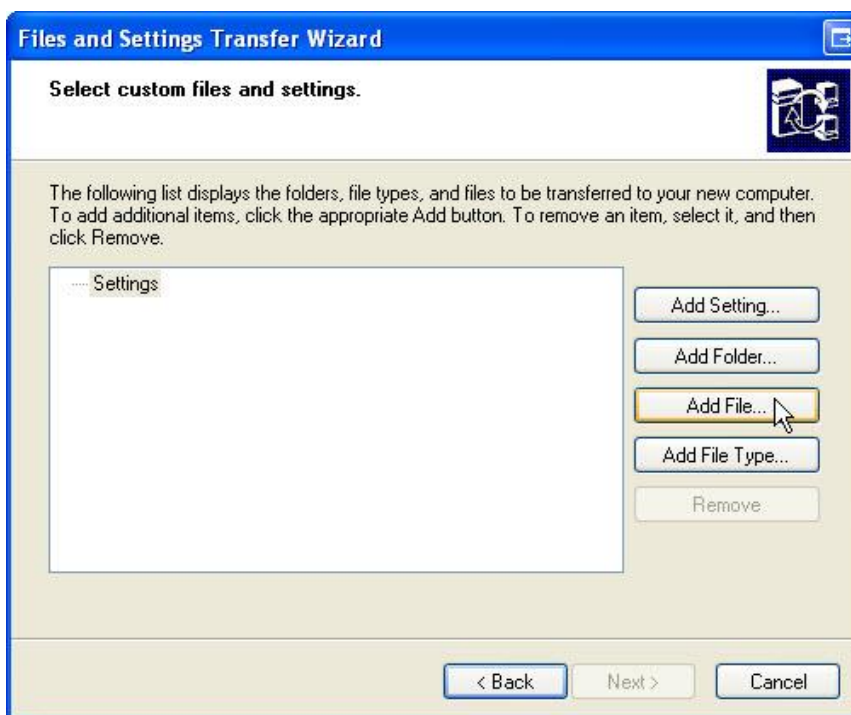 Files and Settings Transfer Wizard
Select custom files and settings.
The following list displays the folders, file types, and files to be transferred to your new computer.
To add additional items, click the appropriate Add button. To remove an item, select it, and then
click Remove.
Settings
Add Setting...
Add Folder...
Add File...
Add File Type...
Remove
< Back
Next >
Cancel